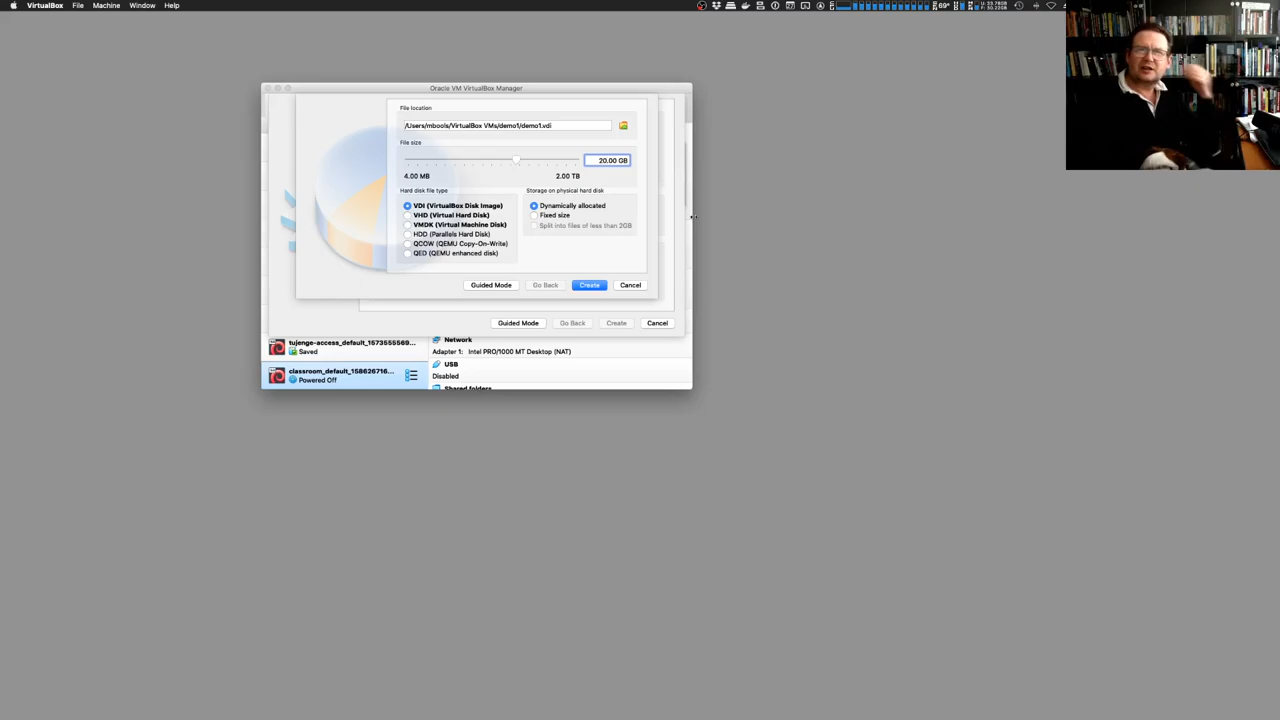 VirtualBox File Machine Window Help
69°
Oracle VM VirtualBox Manager
File location
/Users/mbools/VirtualBox VMs/demo1/demo1.vdi
File size
20.00 GB
4.00 MB 2.00 TB
Hard disk file type
Storage on physical hard disk
VDI (VirtualBox Disk Image)
Dynamically allocated
VHD (Virtual Hard Disk)
Fixed size
VMDK (Virtual Machine Disk)
Split into files of less than 2GB
HDD (Parallels Hard Disk)
QCOW (QEMU Copy-On-Write)
QED (QEMU enhanced disk)
Guided Mode Go Back Create Cancel
Guided Mode Go Back Create Cancel
tujenge-access_default_1573555569...
Saved
classroom_default_158626716...
Powered Off
Network
Adapter 1: Intel PRO/1000 MT Desktop (NAT)
USB
Disabled
Shared folders